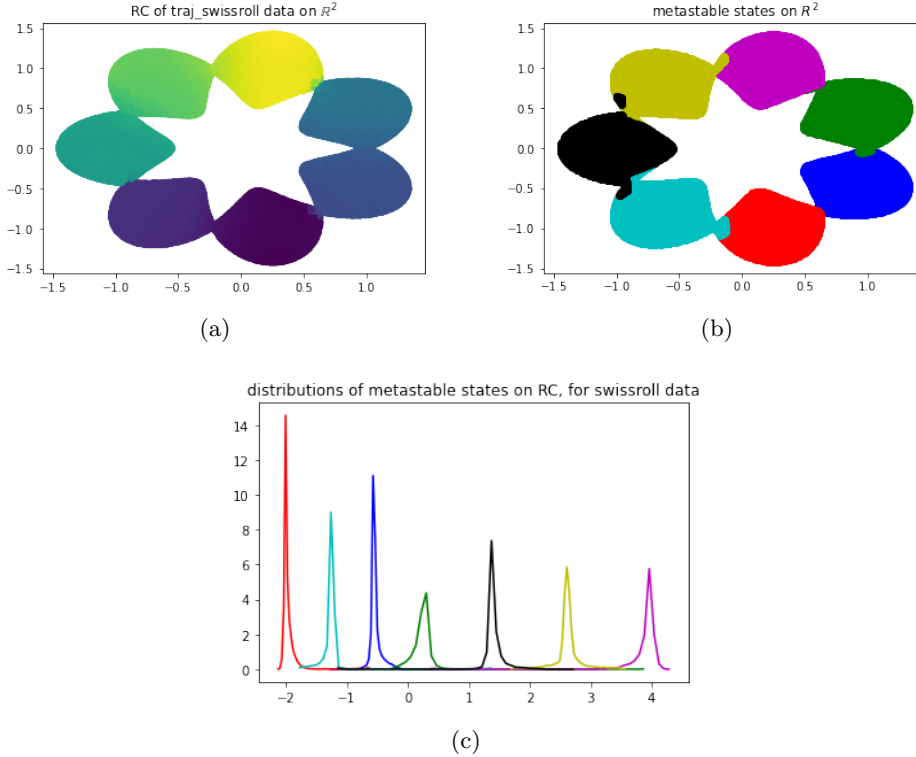 RC of traj_swissroll data on ℝ²
1.5
1.0
0.5
0.0
−0.5
−1.0
−1.5
−1.5 −1.0 −0.5 0.0 0.5 1.0
(a)
metastable states on R²
1.5
1.0
0.5
0.0
−0.5
−1.0
−1.5
−1.5 −1.0 −0.5 0.0 0.5 1.0
(b)
distributions of metastable states on RC, for swissroll data
14
12
10
8
6
4
2
0
−2 −1 0 1 2 3 4
(c)